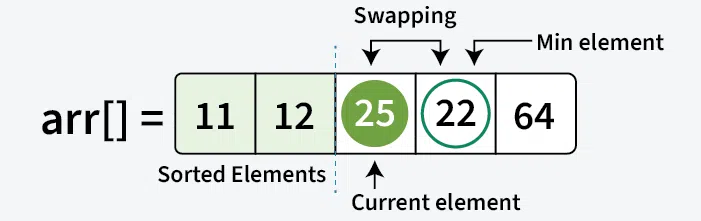 Swapping
Min element
arr[] = 11 12 25 22 64
Sorted Elements
Current element